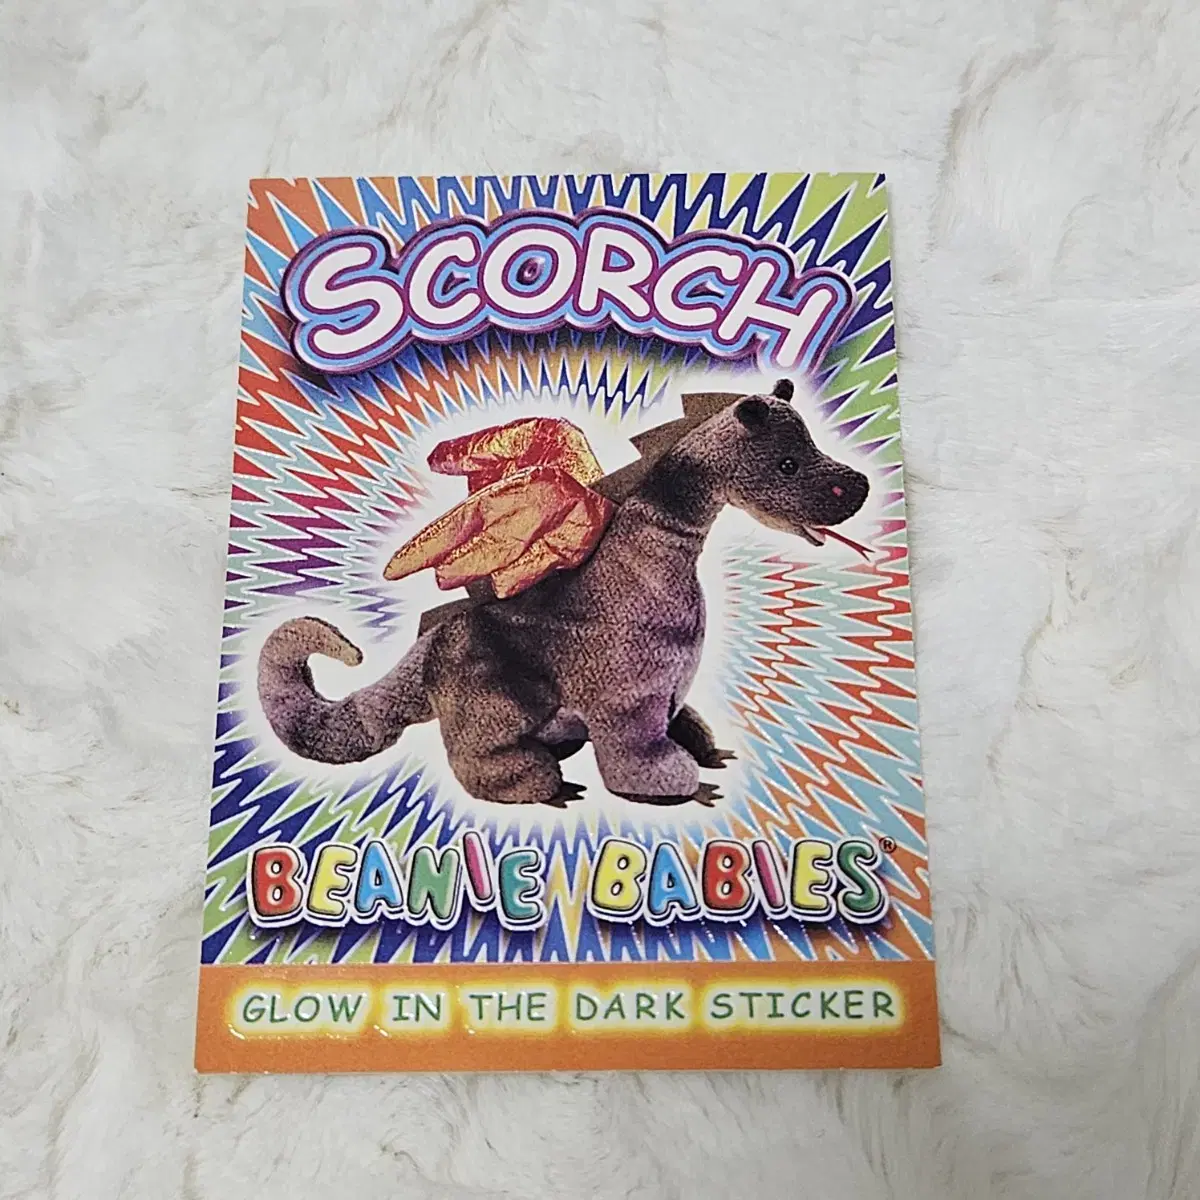 SCORCH
BEANIE BABIES®
GLOW IN THE DARK STICKER